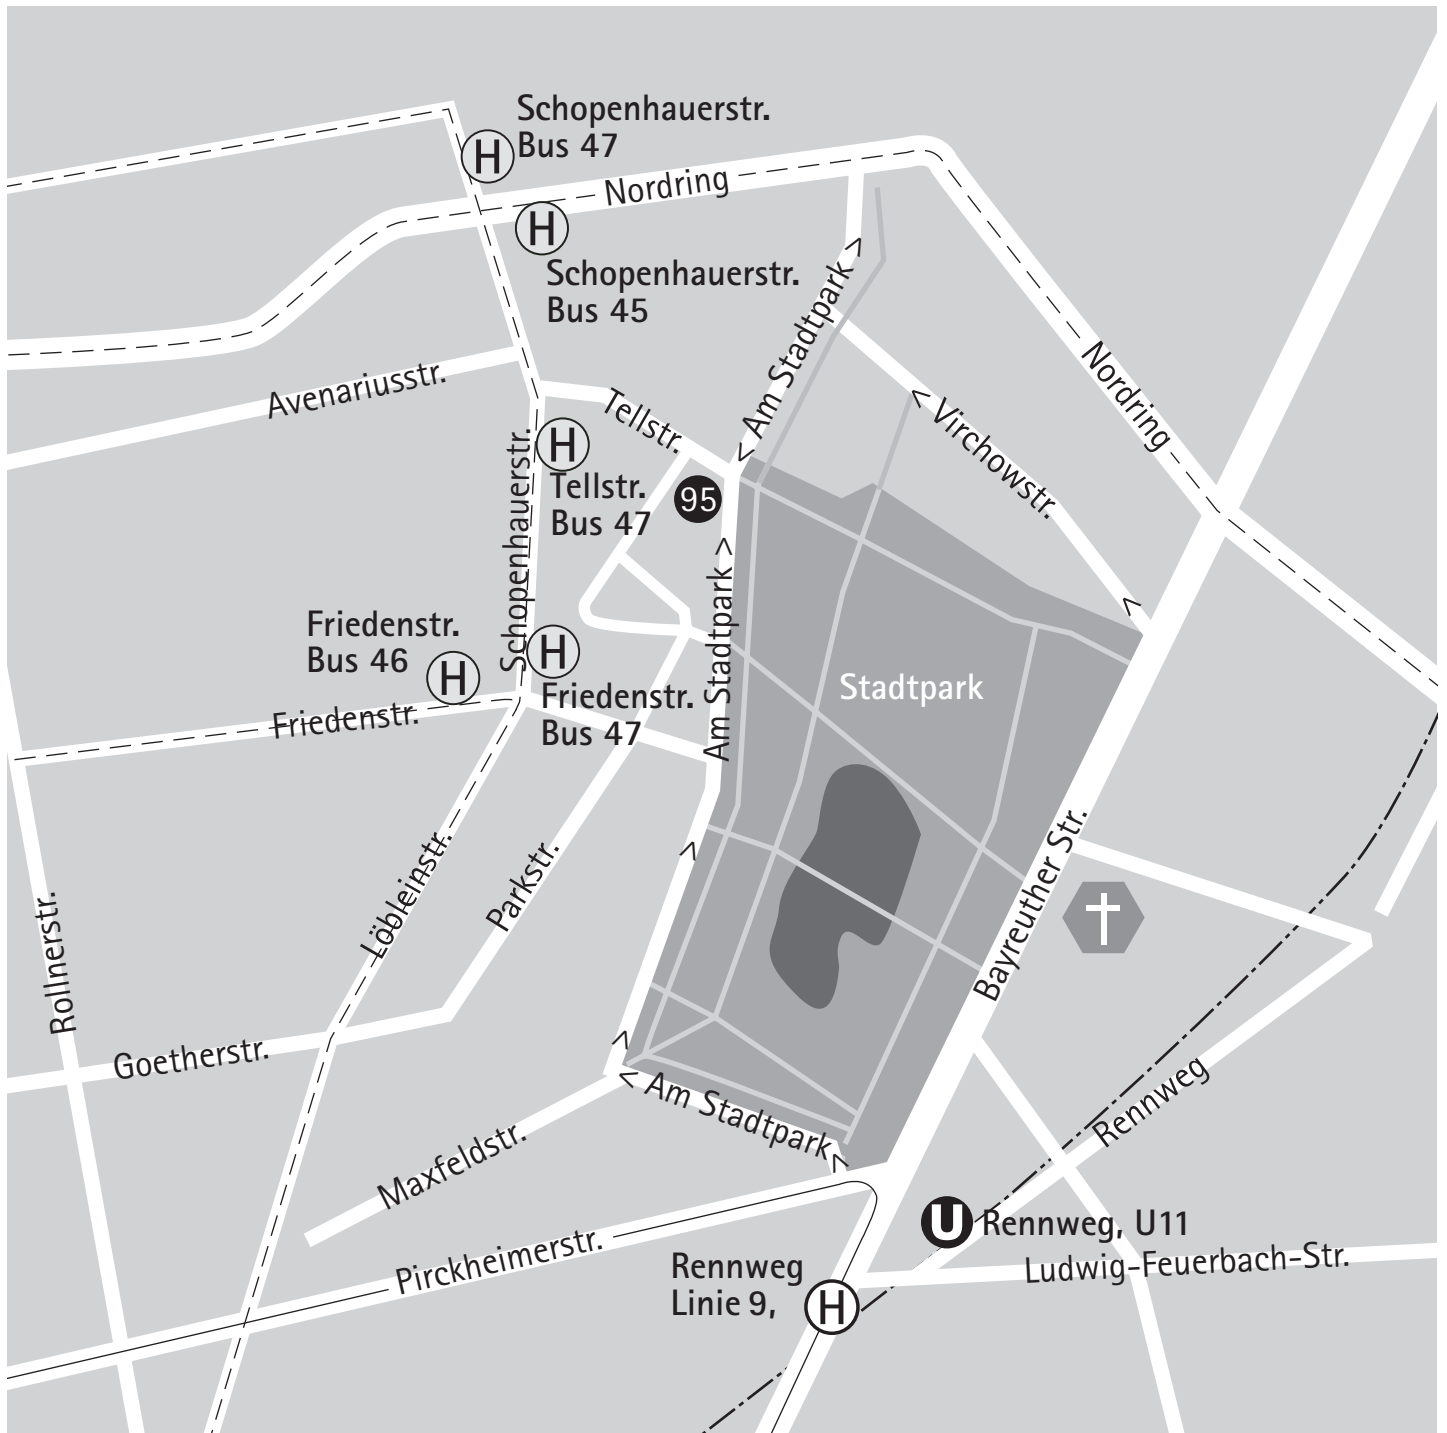 Schopenhauerstr.
Bus 47
H
Nordring
H
Schopenhauerstr.
Bus 45
< Am Stadtpark >
Nordring
Avenariusstr.
Tellstr.
< Virchowstr.
<
Schopenhauerstr.
H
Tellstr.
Bus 47
95
Am Stadtpark >
Friedenstr.
Bus 46
H
H
Friedenstr.
Bus 47
Friedenstr.
Stadtpark
Löbleinstr.
Parkstr.
>
Bayreuther Str.
Rollnerstr.
Goetherstr.
>
< Am Stadtpark
<
Maxfeldstr.
Rennweg
Pirckheimerstr.
U
Rennweg, U11
Ludwig-Feuerbach-Str.
Rennweg
Linie 9,
H